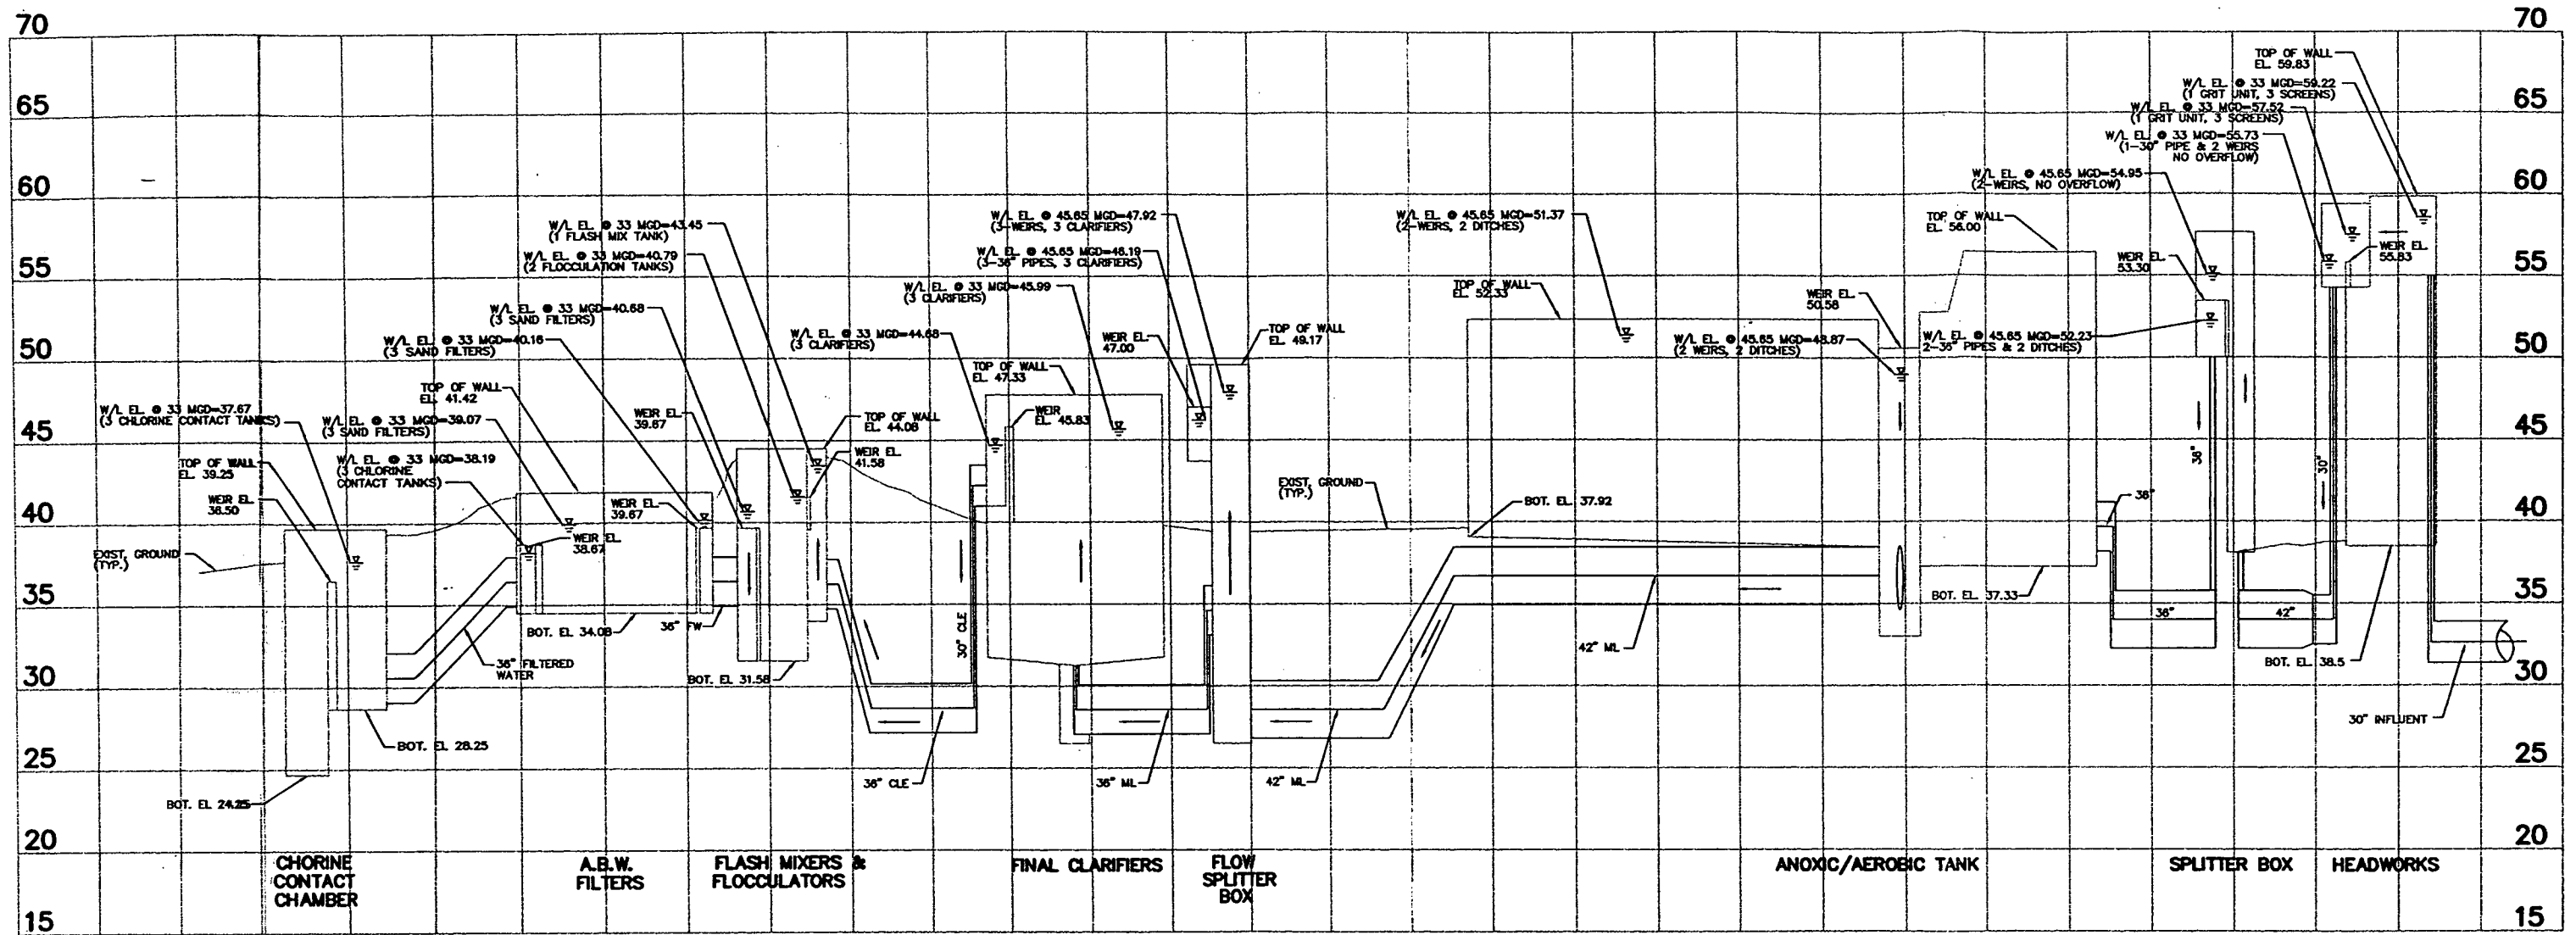 70
70
65
65
60
60
55
55
50
50
45
45
40
40
35
35
30
30
25
25
20
20
15
15
W/L EL @ 33 MGD=37.67
(3 CHLORINE CONTACT TANKS)
TOP OF WALL
EL. 39.25
WEIR EL.
36.50
EXIST. GROUND
(TYP.)
BOT. EL 24.25
BOT. EL 28.25
W/L EL @ 33 MGD=43.45
(1 FLASH MIX TANK)
W/L EL @ 33 MGD=40.79
(2 FLOCCULATION TANKS)
W/L EL @ 33 MGD=40.68
(3 SAND FILTERS)
W/L EL @ 33 MGD=40.16
(3 SAND FILTERS)
TOP OF WALL
EL 41.42
W/L EL @ 33 MGD=39.07
(3 SAND FILTERS)
W/L EL @ 33 MGD=38.19
(3 CHLORINE
CONTACT TANKS)
WEIR EL.
38.67
WEIR EL
39.67
WEIR EL
39.67
36" FILTERED
WATER
BOT. EL 34.08
36" FW
BOT. EL 31.58
TOP OF WALL
EL 44.08
WEIR EL
41.58
W/L EL @ 45.65 MGD=47.92
(3-WEIRS, 3 CLARIFIERS)
W/L EL @ 45.65 MGD=46.19
(3-36" PIPES, 3 CLARIFIERS)
W/L EL @ 33 MGD=45.99
(3 CLARIFIERS)
W/L EL @ 33 MGD=44.68
(3 CLARIFIERS)
TOP OF WALL
EL 47.33
WEIR
EL 45.83
WEIR EL
47.00
TOP OF WALL
EL 49.17
30" CLE
36" CLE
36" ML
42" ML
EXIST. GROUND
(TYP.)
W/L EL @ 45.65 MGD=51.37
(2-WEIRS, 2 DITCHES)
TOP OF WALL
EL 52.33
BOT. EL 37.92
42" ML
W/L EL @ 45.65 MGD=48.87
(2 WEIRS, 2 DITCHES)
WEIR EL
50.58
TOP OF WALL
EL 56.00
BOT. EL 37.33
W/L EL @ 45.65 MGD=54.95
(2-WEIRS, NO OVERFLOW)
WEIR EL
53.30
W/L EL @ 45.65 MGD=52.23
2-36" PIPES & 2 DITCHES)
36"
36"
36"
42"
30"
TOP OF WALL
EL 59.83
W/L EL @ 33 MGD=59.22
(1 GRIT UNIT, 3 SCREENS)
W/L EL @ 33 MGD=57.52
(1 GRIT UNIT, 3 SCREENS)
W/L EL @ 33 MGD=55.73
(1-30" PIPE & 2 WEIRS
NO OVERFLOW)
WEIR EL
55.83
BOT. EL 38.5
30" INFLUENT
CHORINE
CONTACT
CHAMBER
A.B.W.
FILTERS
FLASH MIXERS &
FLOCCULATORS
FINAL CLARIFIERS
FLOW
SPLITTER
BOX
ANOXIC/AEROBIC TANK
SPLITTER BOX
HEADWORKS